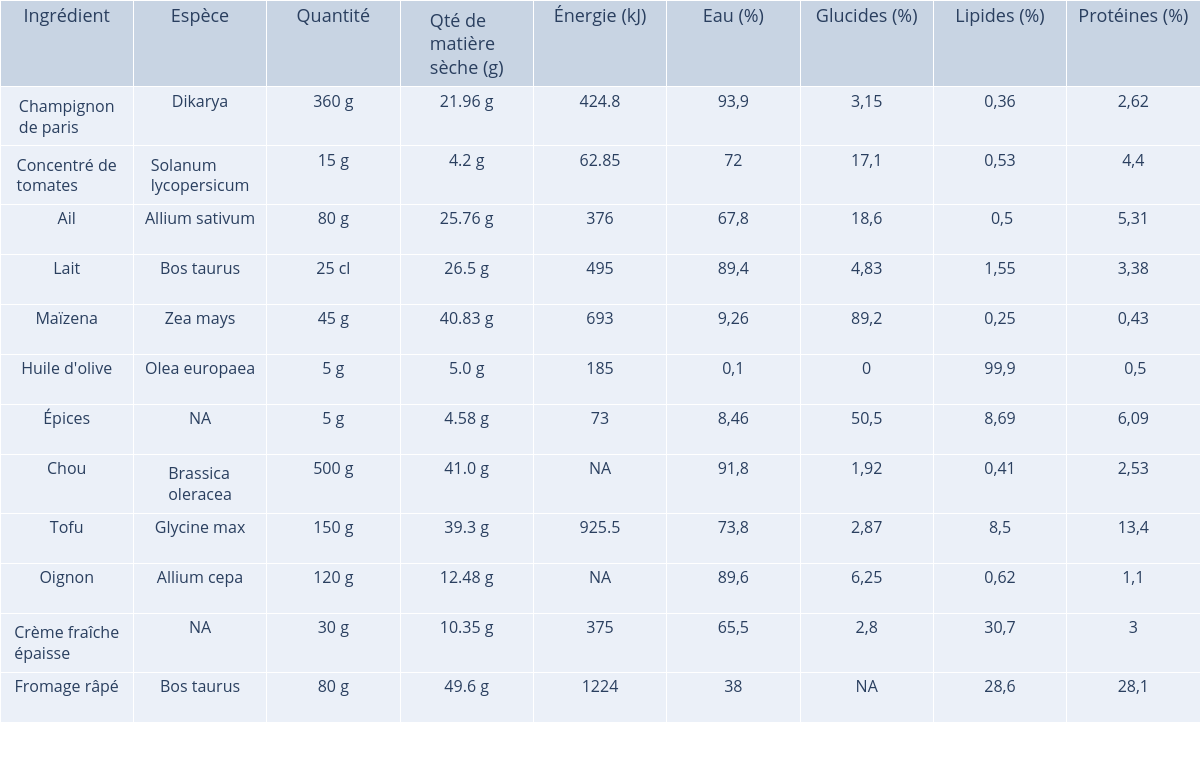 Ingrédient Espèce Quantité Qté de matière sèche (g) Énergie (kJ) Eau (%) Glucides (%) Lipides (%) Protéines (%)
Champignon de paris Dikarya 360 g 21.96 g 424.8 93,9 3,15 0,36 2,62
Concentré de tomates Solanum lycopersicum 15 g 4.2 g 62.85 72 17,1 0,53 4,4
Ail Allium sativum 80 g 25.76 g 376 67,8 18,6 0,5 5,31
Lait Bos taurus 25 cl 26.5 g 495 89,4 4,83 1,55 3,38
Maïzena Zea mays 45 g 40.83 g 693 9,26 89,2 0,25 0,43
Huile d'olive Olea europaea 5 g 5.0 g 185 0,1 0 99,9 0,5
Épices NA 5 g 4.58 g 73 8,46 50,5 8,69 6,09
Chou Brassica oleracea 500 g 41.0 g NA 91,8 1,92 0,41 2,53
Tofu Glycine max 150 g 39.3 g 925.5 73,8 2,87 8,5 13,4
Oignon Allium cepa 120 g 12.48 g NA 89,6 6,25 0,62 1,1
Crème fraîche épaisse NA 30 g 10.35 g 375 65,5 2,8 30,7 3
Fromage râpé Bos taurus 80 g 49.6 g 1224 38 NA 28,6 28,1